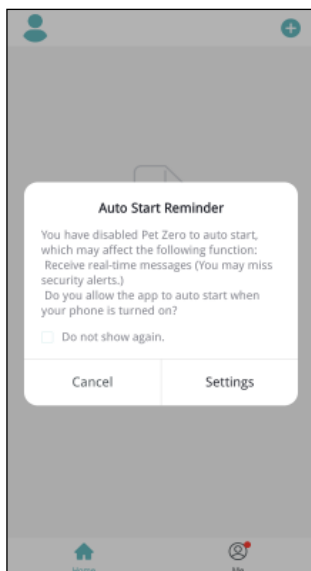 Auto Start Reminder
You have disabled Pet Zero to auto start,
which may affect the following function:
Receive real-time messages (You may miss
security alerts.)
Do you allow the app to auto start when
your phone is turned on?
Do not show again.
Cancel
Settings
Home
Me